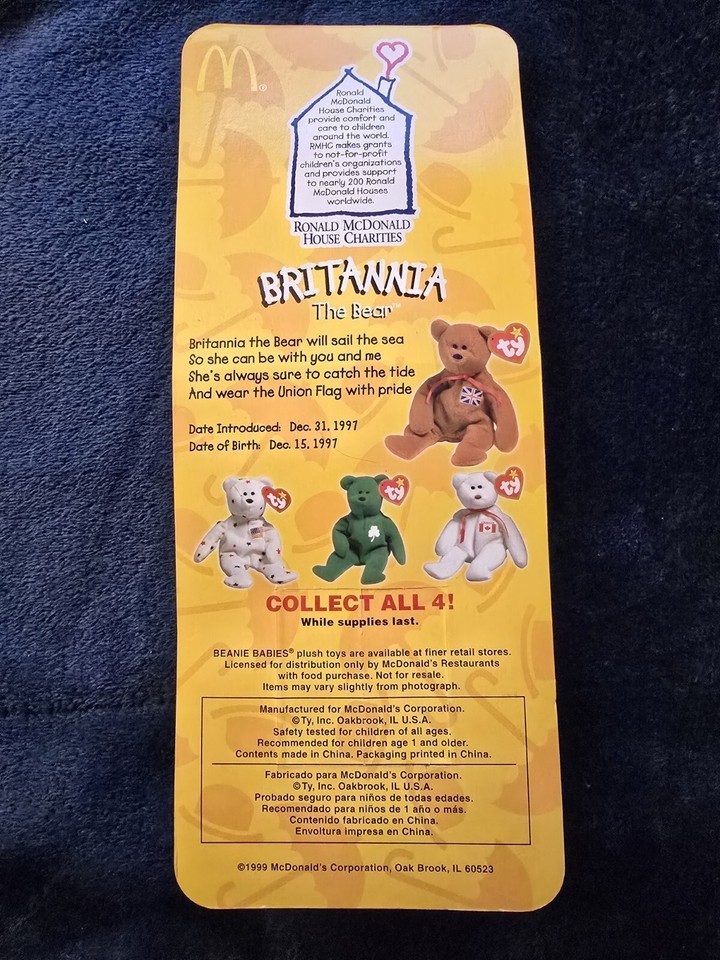 Ronald
McDonald
House Charities
provide comfort and
care to children
around the world.
RMHC makes grants
to not-for-profit
children's organizations
and provides support
to nearly 200 Ronald
McDonald Houses
worldwide.
RONALD MCDONALD
HOUSE CHARITIES
BRITANNIA
The Bear™
Britannia the Bear will sail the sea
So she can be with you and me
She's always sure to catch the tide
And wear the Union Flag with pride
ty
Date Introduced: Dec. 31, 1997
Date of Birth: Dec. 15, 1997
ty
ty
ty
COLLECT ALL 4!
While supplies last.
BEANIE BABIES® plush toys are available at finer retail stores.
Licensed for distribution only by McDonald's Restaurants
with food purchase. Not for resale.
Items may vary slightly from photograph.
Manufactured for McDonald's Corporation.
©Ty, Inc. Oakbrook, IL U.S.A.
Safety tested for children of all ages.
Recommended for children age 1 and older.
Contents made in China. Packaging printed in China.
Fabricado para McDonald's Corporation.
©Ty, Inc. Oakbrook, IL U.S.A.
Probado seguro para niños de todas edades.
Recomendado para niños de 1 año o más.
Contenido fabricado en China.
Envoltura impresa en China.
©1999 McDonald's Corporation, Oak Brook, IL 60523